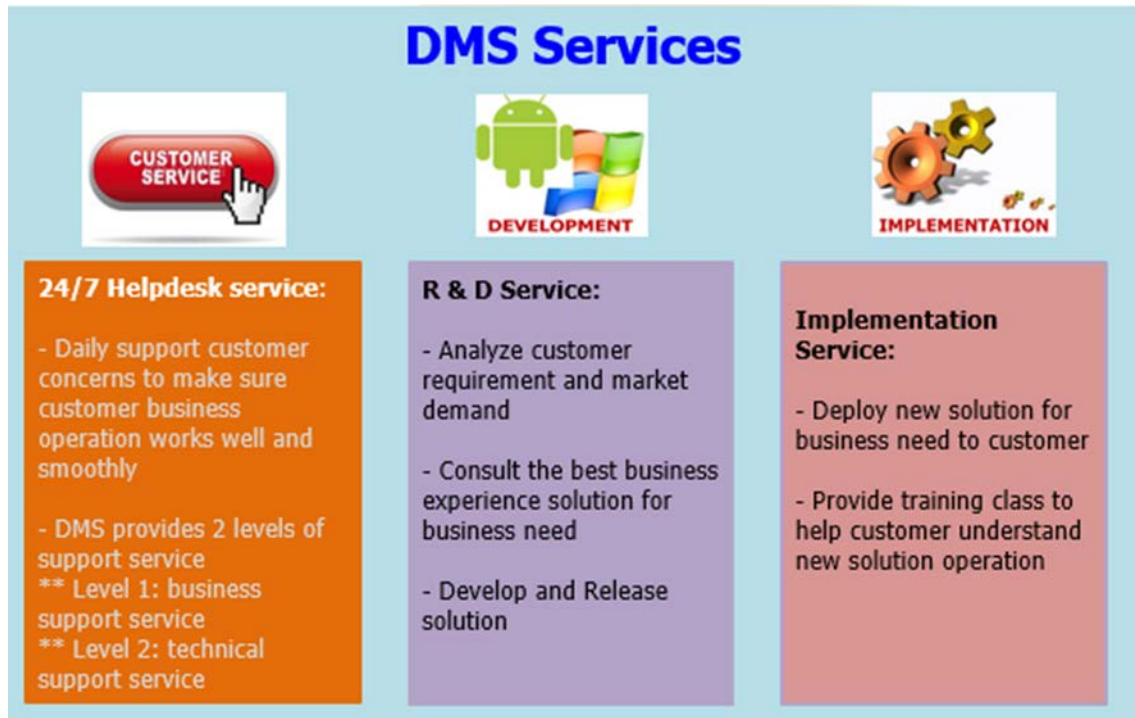 DMS Services
CUSTOMER
SERVICE
DEVELOPMENT
IMPLEMENTATION
24/7 Helpdesk service:
- Daily support customer
concerns to make sure
customer business
operation works well and
smoothly
- DMS provides 2 levels of
support service
** Level 1: business
support service
** Level 2: technical
support service
R & D Service:
- Analyze customer
requirement and market
demand
- Consult the best business
experience solution for
business need
- Develop and Release
solution
Implementation
Service:
- Deploy new solution for
business need to customer
- Provide training class to
help customer understand
new solution operation